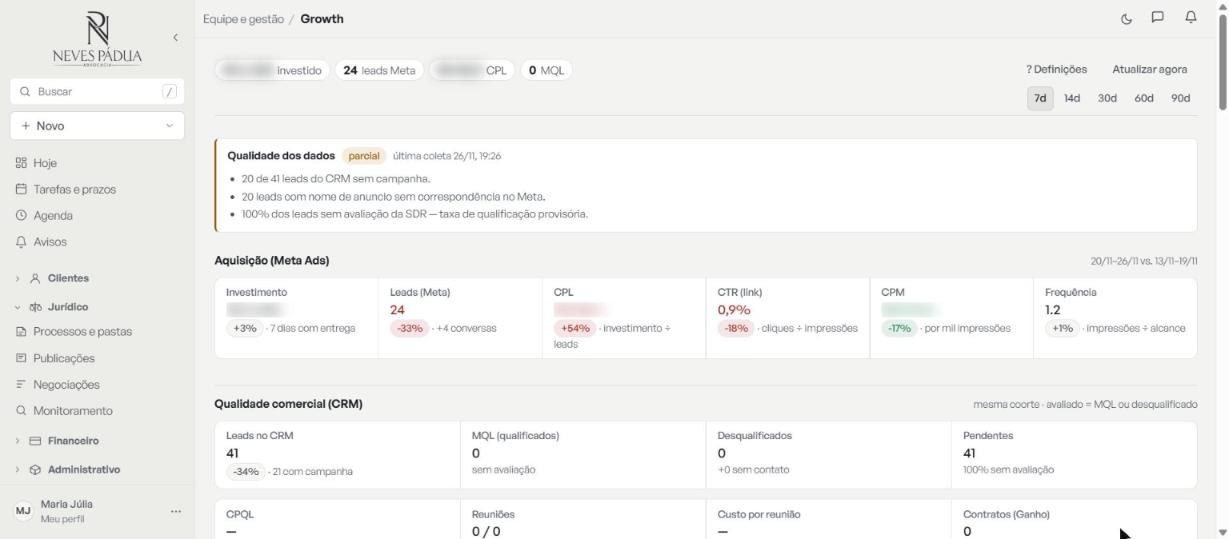 NEVES PÁDUA
ADVOCACIA
Buscar /
+ Novo
Hoje
Tarefas e prazos
Agenda
Avisos
Clientes
Jurídico
Processos e pastas
Publicações
Negociações
Monitoramento
Financeiro
Administrativo
MJ
Maria Júlia
Meu perfil
...
Equipe e gestão / Growth
investido
24 leads Meta
CPL
0 MQL
? Definições
Atualizar agora
7d 14d 30d 60d 90d
Qualidade dos dados parcial última coleta 26/11, 19:26
• 20 de 41 leads do CRM sem campanha.
• 20 leads com nome de anuncio sem correspondência no Meta.
• 100% dos leads sem avaliação da SDR — taxa de qualificação provisória.
Aquisição (Meta Ads)
20/11–26/11 vs. 13/11–19/11
Investimento
+3% · 7 dias com entrega
Leads (Meta)
24
-33% · +4 conversas
CPL
+54% · investimento ÷
leads
CTR (link)
0,9%
-18% · cliques ÷ impressões
CPM
-17% · por mil impressões
Frequência
1.2
+1% · impressões ÷ alcance
Qualidade comercial (CRM)
mesma coorte · avaliado = MQL ou desqualificado
Leads no CRM
41
-34% · 21 com campanha
MQL (qualificados)
0
sem avaliação
Desqualificados
0
+0 sem contato
Pendentes
41
100% sem avaliação
CPQL
—
Reuniões
0 / 0
Custo por reunião
—
Contratos (Ganho)
0